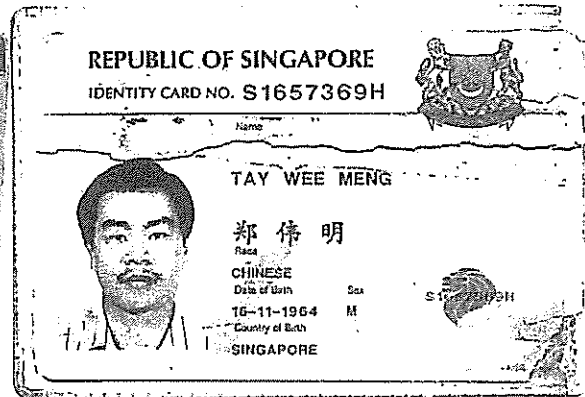 REPUBLIC OF SINGAPORE
IDENTITY CARD NO. S1657369H
Name
TAY WEE MENG
郑 伟 明
Race
CHINESE
Date of Birth Sex
16-11-1964 M
Country of Birth
SINGAPORE